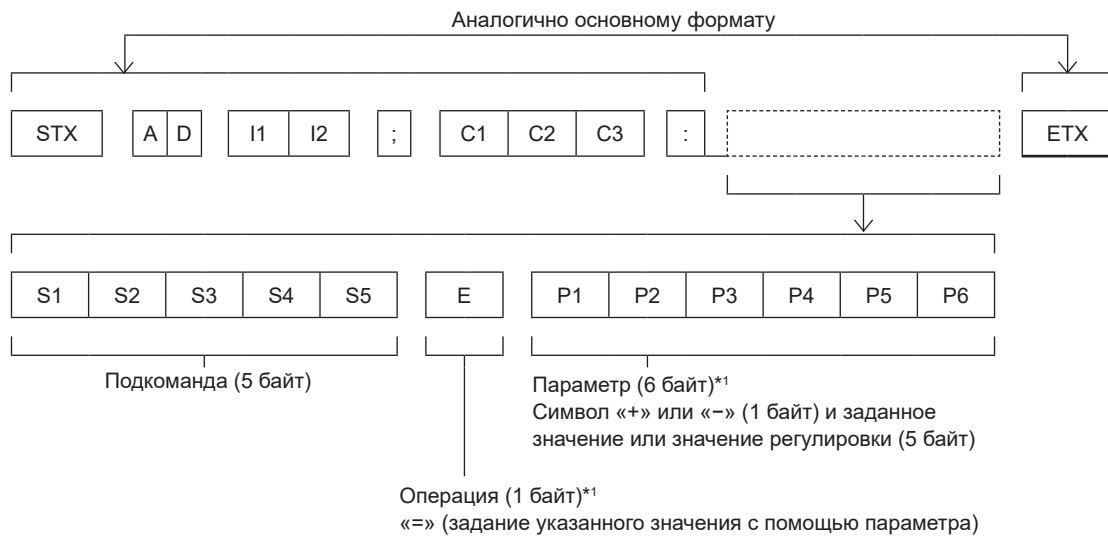 Аналогично основному формату
STX A D I1 I2 ; C1 C2 C3 : ETX
S1 S2 S3 S4 S5 E P1 P2 P3 P4 P5 P6
Подкоманда (5 байт)
Параметр (6 байт)*1
Символ «+» или «−» (1 байт) и заданное
значение или значение регулировки (5 байт)
Операция (1 байт)*1
«=» (задание указанного значения с помощью параметра)